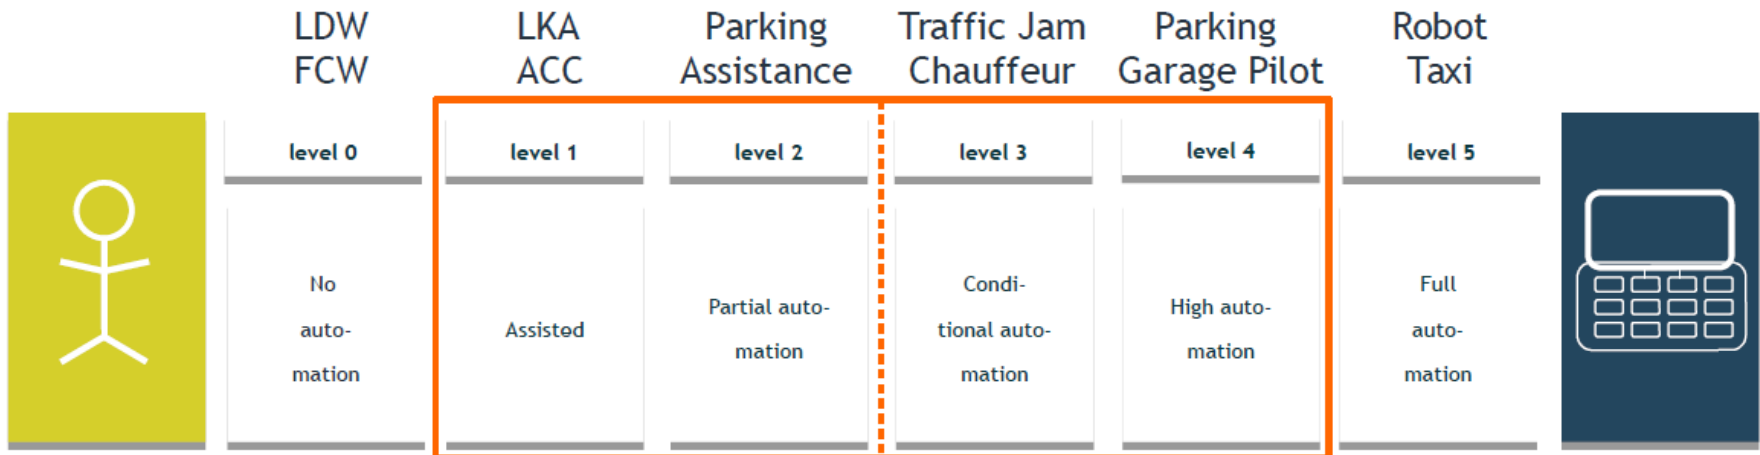 LDW
FCW
LKA
ACC
Parking
Assistance
Traffic Jam
Chauffeur
Parking
Garage Pilot
Robot
Taxi
level 0
level 1
level 2
level 3
level 4
level 5
No
auto-
mation
Assisted
Partial auto-
mation
Condi-
tional auto-
mation
High auto-
mation
Full
auto-
mation